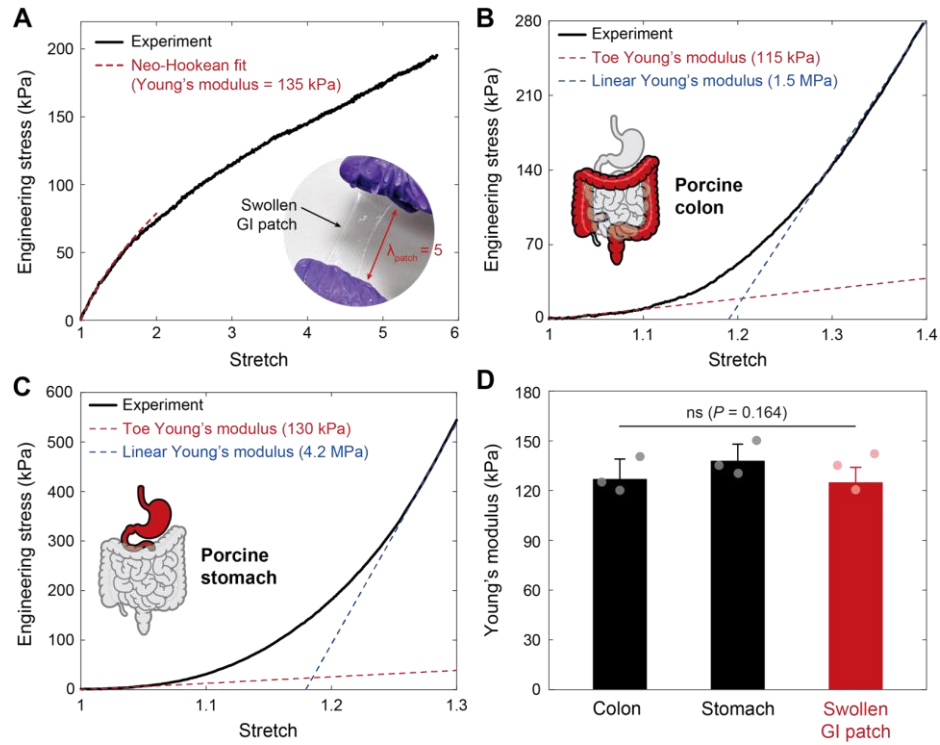 A
200
150
100
50
0
1
2
3
4
5
6
Engineering stress (kPa)
Stretch
Experiment
Neo-Hookean fit
(Young's modulus = 135 kPa)
Swollen
GI patch
λpatch = 5
B
280
210
140
70
0
1
1.1
1.2
1.3
1.4
Engineering stress (kPa)
Stretch
Experiment
Toe Young's modulus (115 kPa)
Linear Young's modulus (1.5 MPa)
Porcine
colon
C
600
500
400
300
200
100
0
1
1.1
1.2
1.3
Engineering stress (kPa)
Stretch
Experiment
Toe Young's modulus (130 kPa)
Linear Young's modulus (4.2 MPa)
Porcine
stomach
D
180
150
120
90
60
30
0
Young's modulus (kPa)
ns (P = 0.164)
Colon
Stomach
Swollen
GI patch